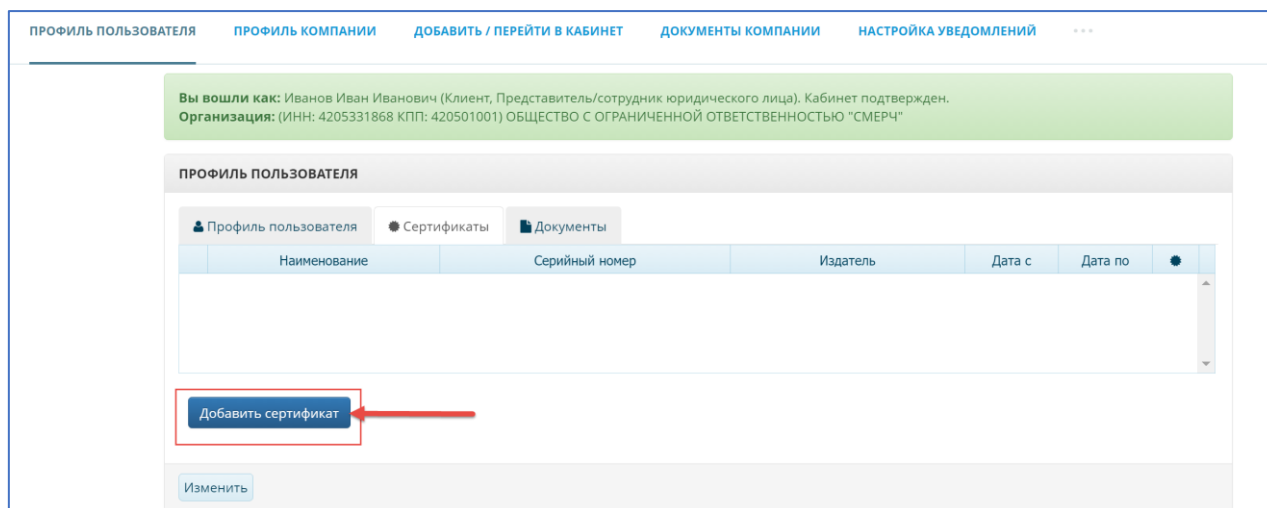 ПРОФИЛЬ ПОЛЬЗОВАТЕЛЯ ПРОФИЛЬ КОМПАНИИ ДОБАВИТЬ / ПЕРЕЙТИ В КАБИНЕТ ДОКУМЕНТЫ КОМПАНИИ НАСТРОЙКА УВЕДОМЛЕНИЙ ...
Вы вошли как: Иванов Иван Иванович (Клиент, Представитель/сотрудник юридического лица). Кабинет подтвержден.
Организация: (ИНН: 4205331868 КПП: 420501001) ОБЩЕСТВО С ОГРАНИЧЕННОЙ ОТВЕТСТВЕННОСТЬЮ "СМЕРЧ"
ПРОФИЛЬ ПОЛЬЗОВАТЕЛЯ
Профиль пользователя Сертификаты Документы
Наименование Серийный номер Издатель Дата с Дата по
Добавить сертификат
Изменить